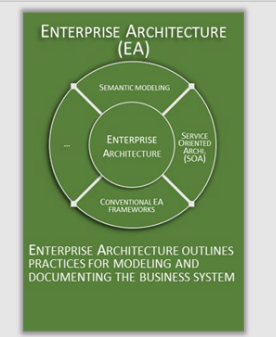 ENTERPRISE ARCHITECTURE
(EA)
SEMANTIC MODELING
...
ENTERPRISE
ARCHITECTURE
SERVICE
ORIENTED
ARCHI.
(SOA)
CONVENTIONAL EA
FRAMEWORKS
ENTERPRISE ARCHITECTURE OUTLINES
PRACTICES FOR MODELING AND
DOCUMENTING THE BUSINESS SYSTEM